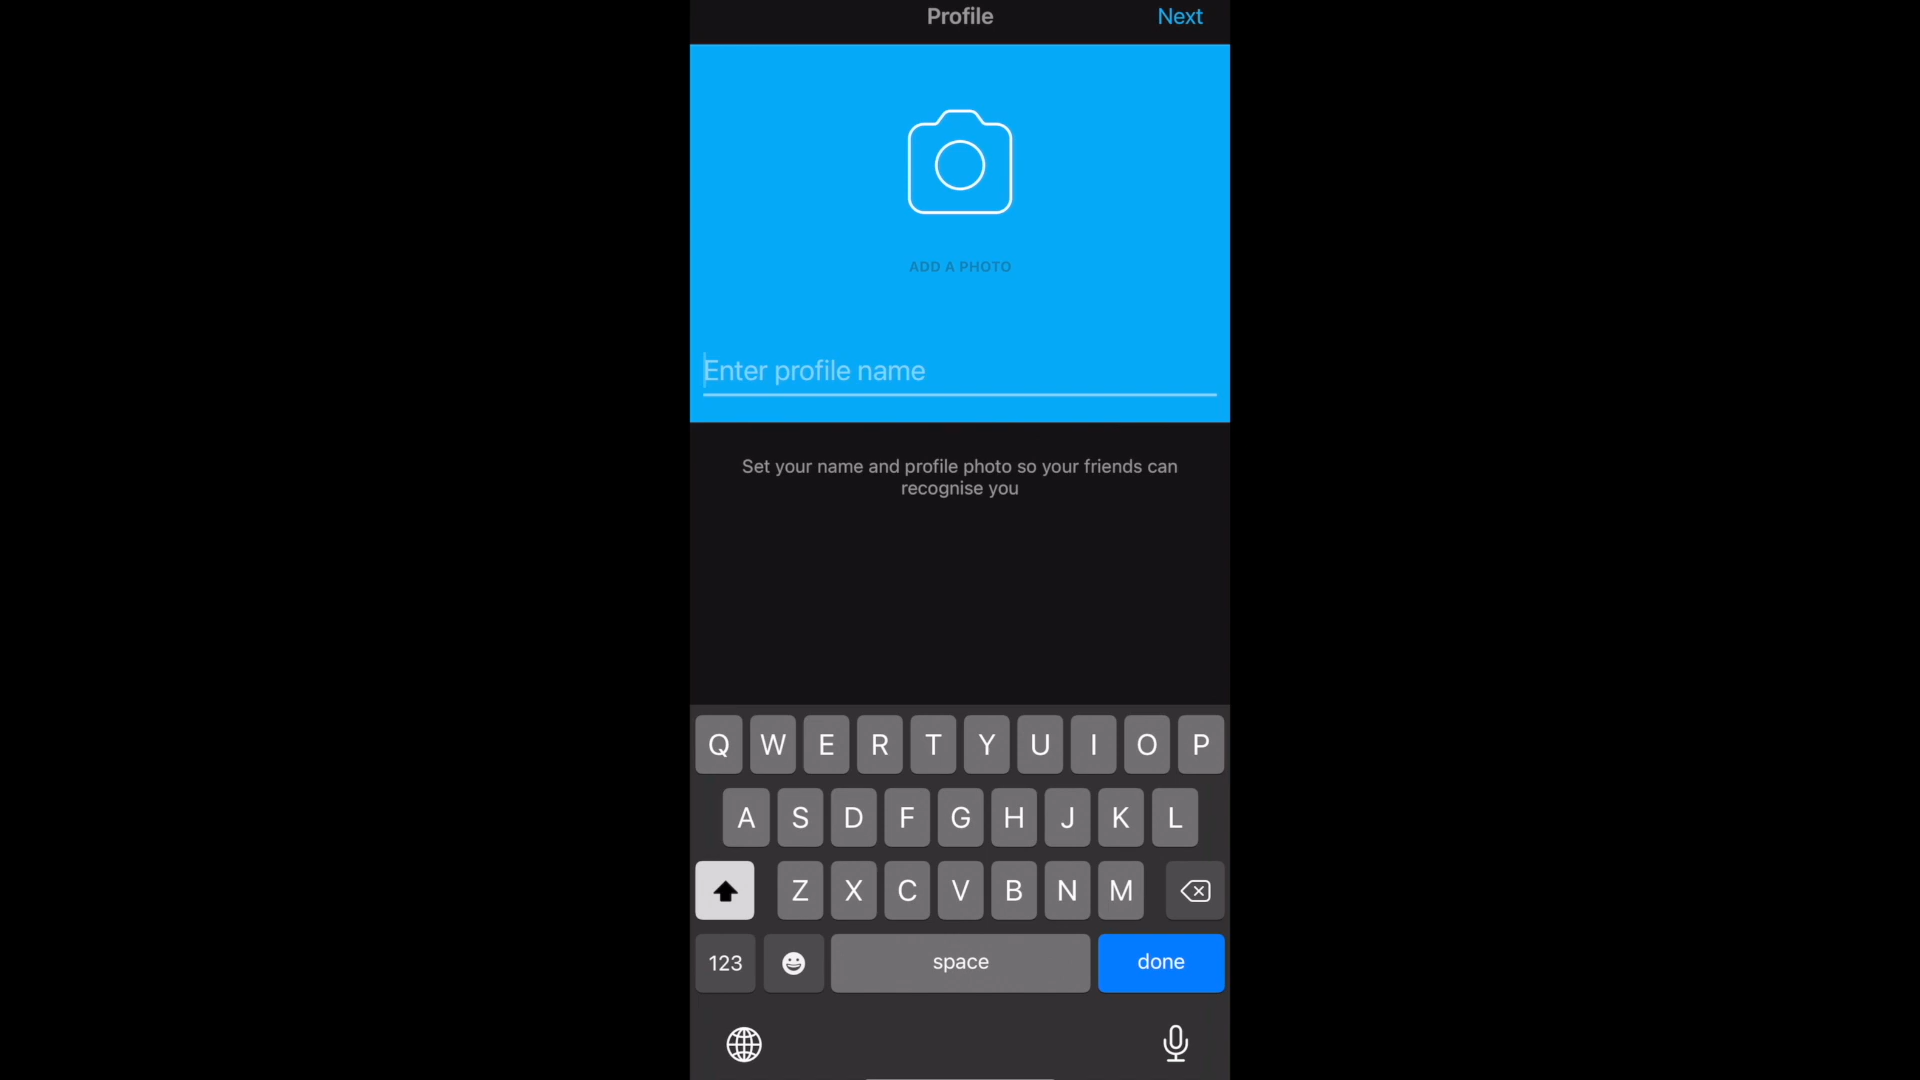 Profile
Next
ADD A PHOTO
Enter profile name
Set your name and profile photo so your friends can
recognise you
Q W E R T Y U I O P
A S D F G H J K L
Z X C V B N M
123 space done